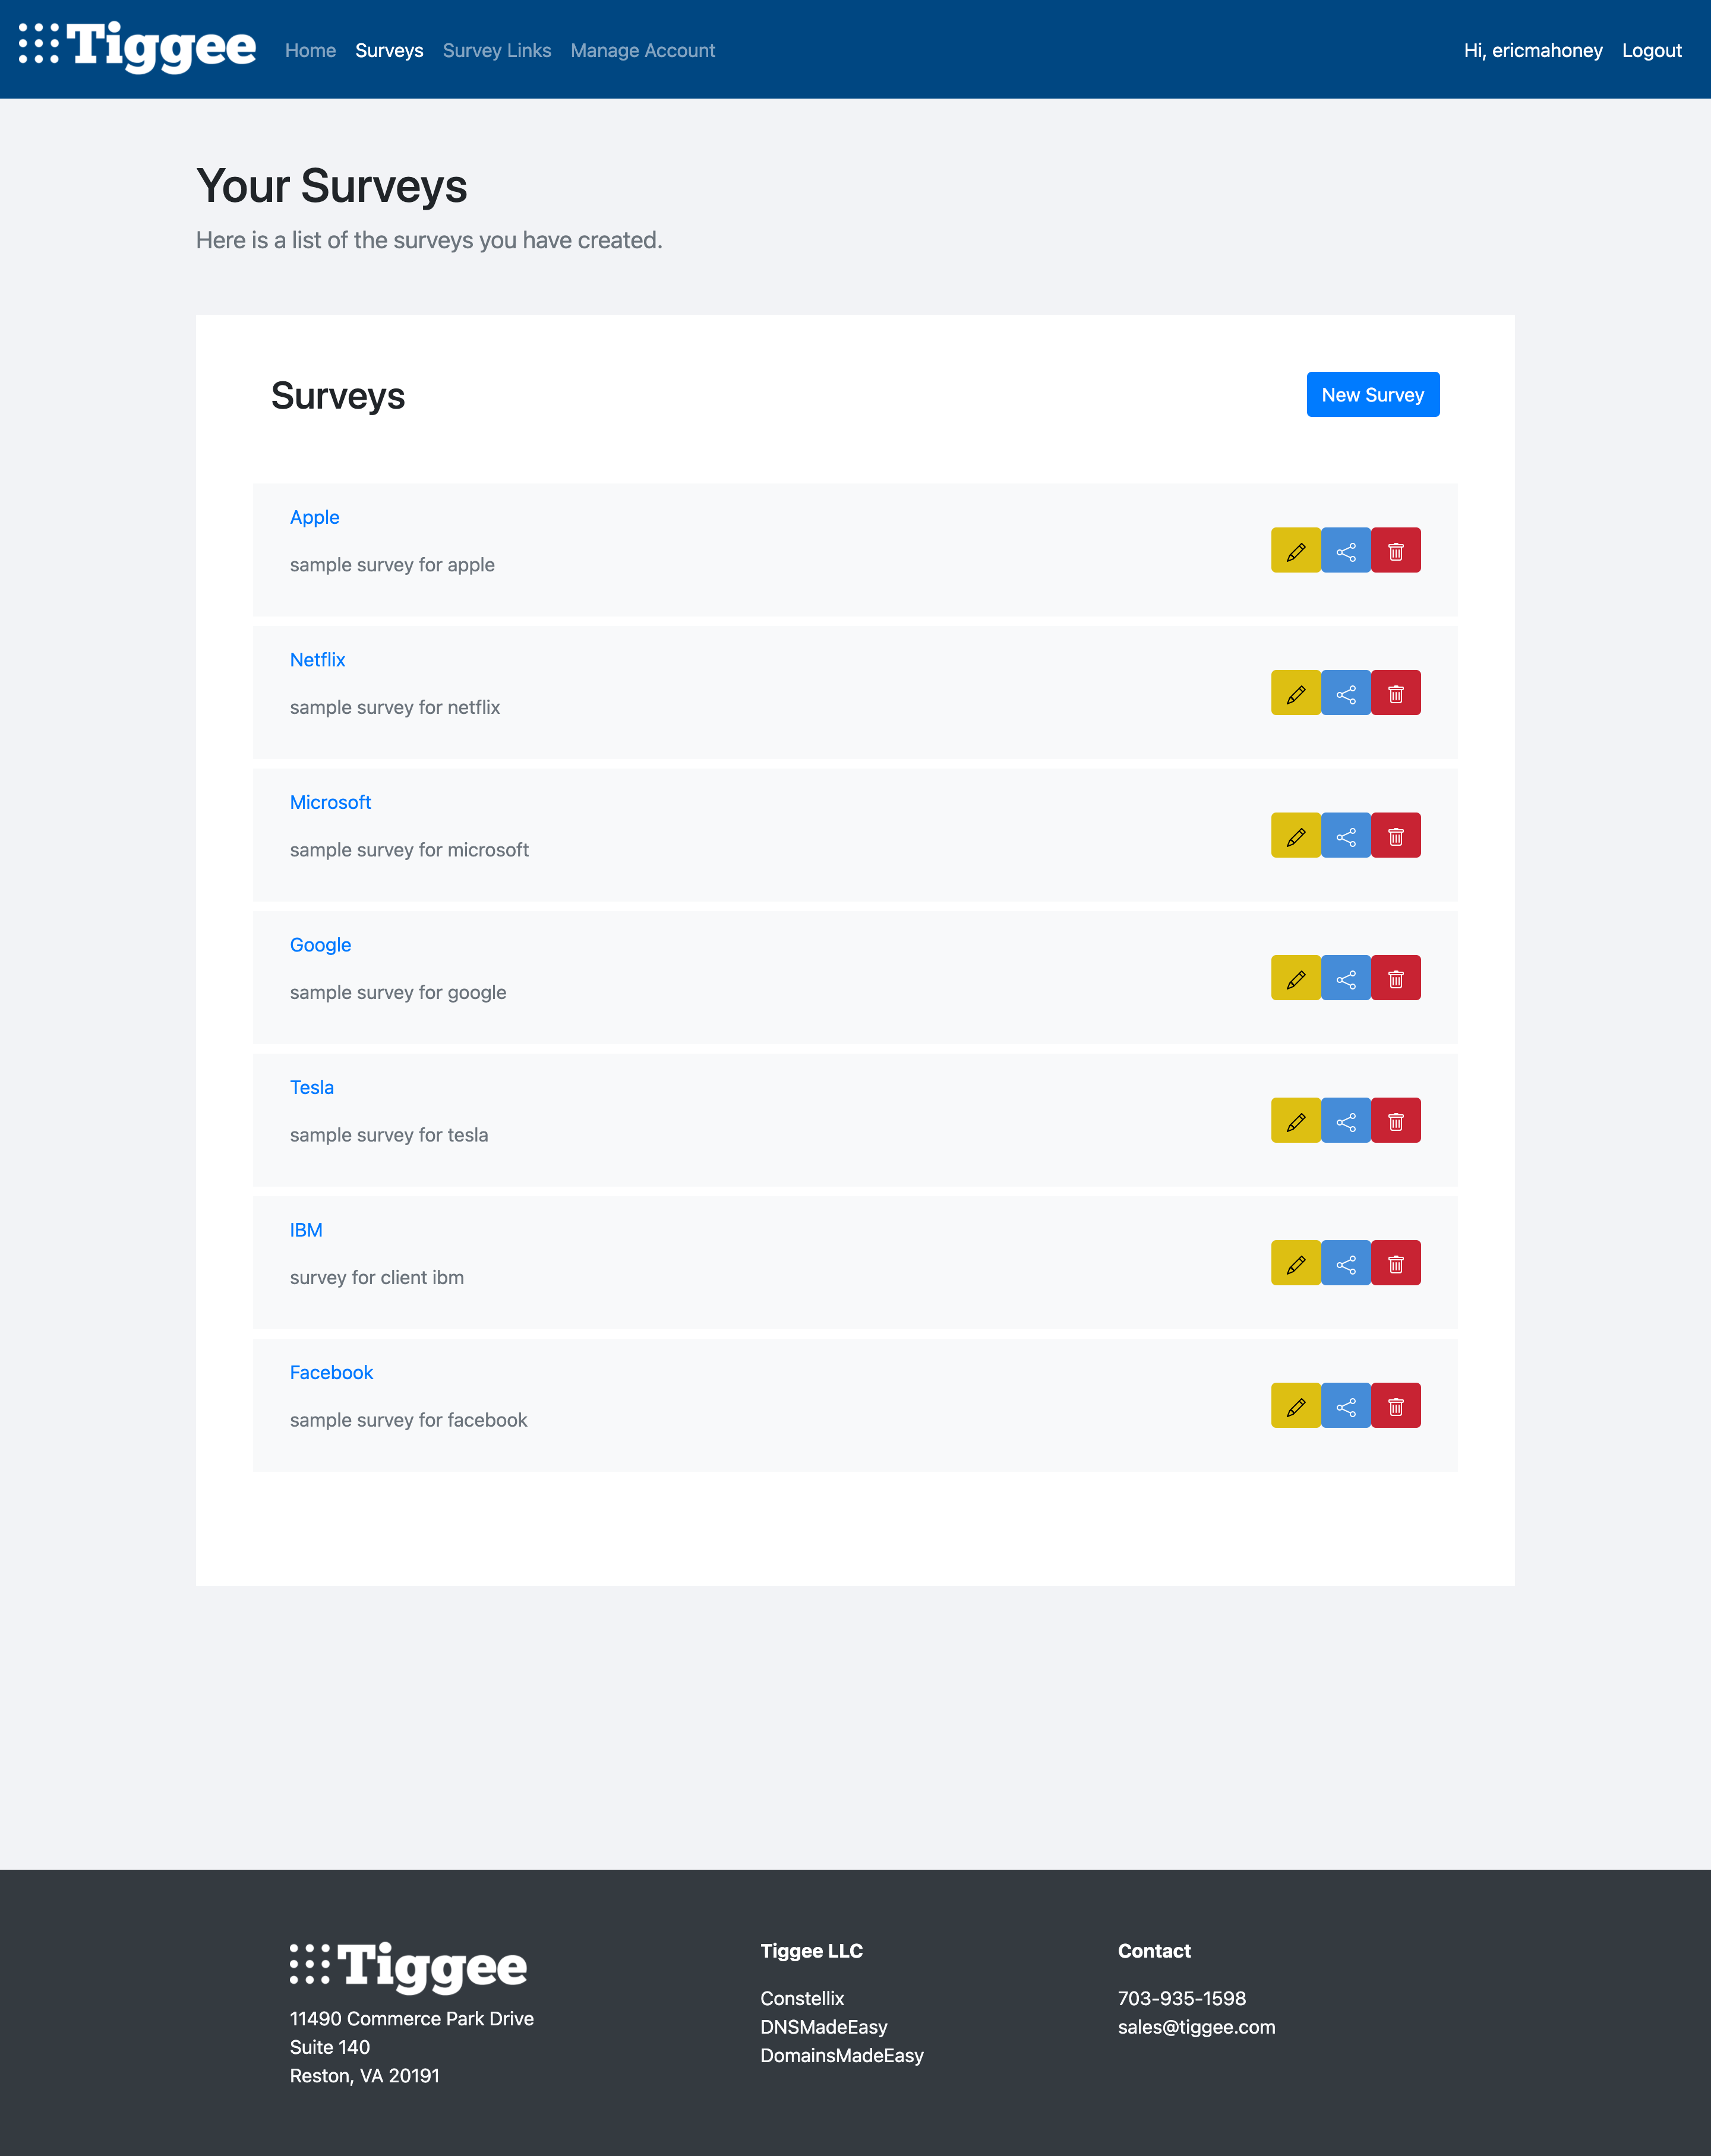 Tiggee Home Surveys Survey Links Manage Account Hi, ericmahoney Logout
Your Surveys
Here is a list of the surveys you have created.
Surveys New Survey
Apple
sample survey for apple
Netflix
sample survey for netflix
Microsoft
sample survey for microsoft
Google
sample survey for google
Tesla
sample survey for tesla
IBM
survey for client ibm
Facebook
sample survey for facebook
Tiggee
11490 Commerce Park Drive
Suite 140
Reston, VA 20191
Tiggee LLC
Constellix
DNSMadeEasy
DomainsMadeEasy
Contact
703-935-1598
sales@tiggee.com